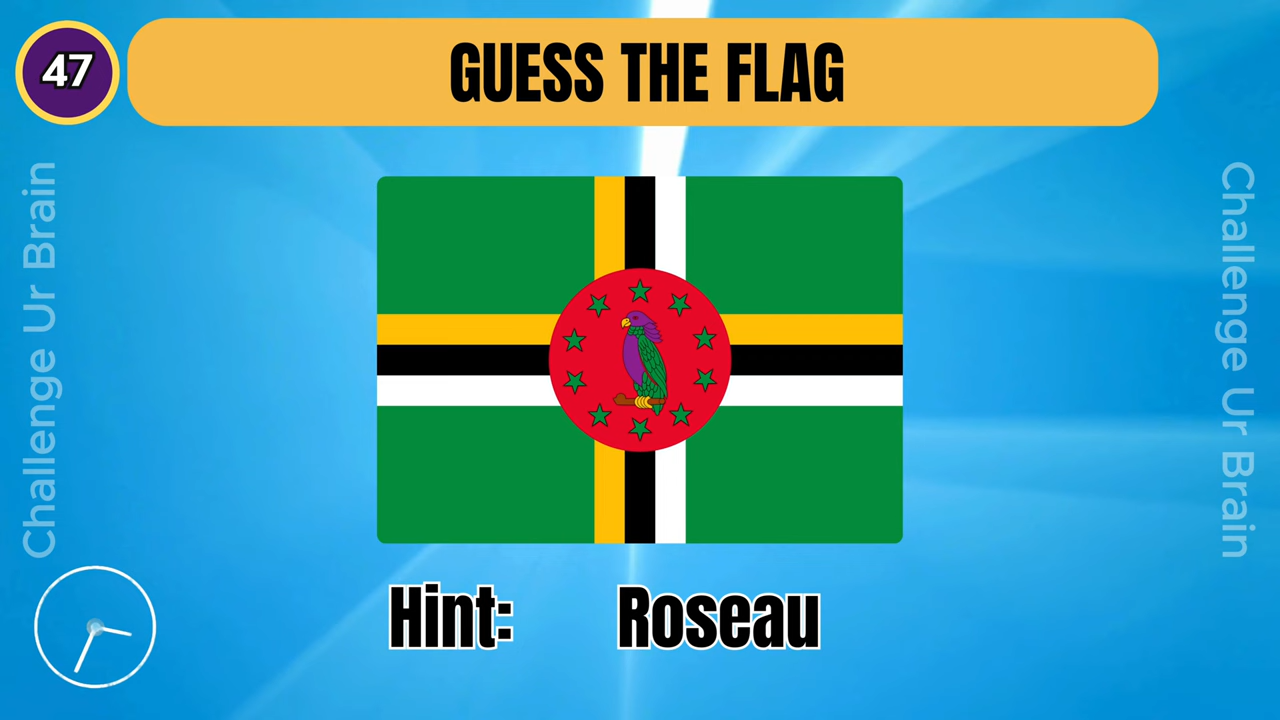 47
GUESS THE FLAG
Challenge Ur Brain
Challenge Ur Brain
Hint: Roseau